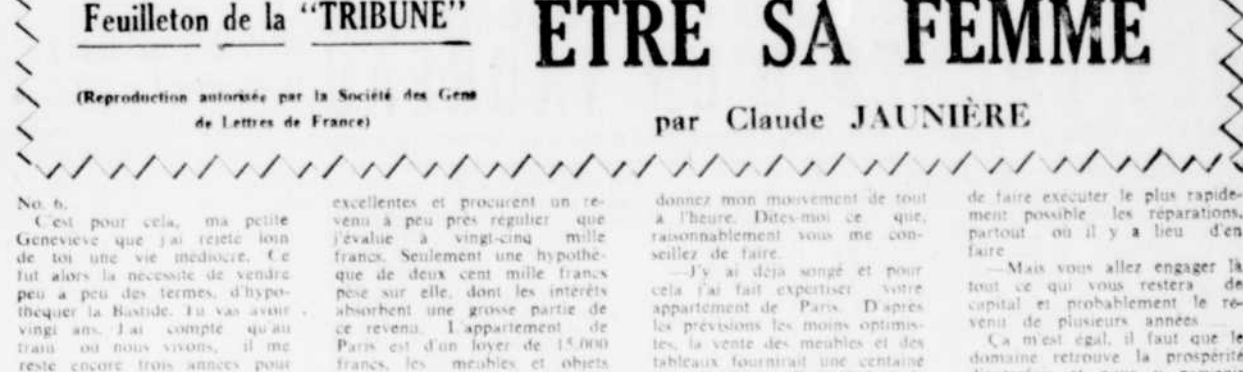 Feuilleton de la "TRIBUNE"
(Reproduction autorisée par la Société des Gens
de Lettres de France)
ETRE SA FEMME
par Claude JAUNIÈRE
No. 6.
C'est pour cela, ma petite
Geneviève que j'ai rejeté loin
de toi une vie médiocre. Ce
fut alors la nécessité de vendre
peu à peu des termes, d'hypo-
théquer la Bastide. Tu vas avoir
vingt ans. J'ai compté qu'au
train où nous vivons, il me
reste encore trois années pour
excellentes et procurent un re-
venu à peu près régulier que
j'évalue à vingt-cinq mille
francs. Seulement une hypothè-
que de deux cent mille francs
pèse sur elle, dont les intérêts
absorbent une grosse partie de
ce revenu. L'appartement de
Paris est d'un loyer de 15.000
francs, les meubles et objets
donnez mon mouvement de tout
à l'heure. Dites-moi ce que,
raisonnablement vous me con-
seillez de faire.
—J'y ai déjà songé et pour
cela j'ai fait expertiser votre
appartement de Paris. D'après
les prévisions les moins optimis-
tes, la vente des meubles et des
tableaux fournirait une centaine
de faire exécuter le plus rapide-
ment possible les réparations,
partout où il y a lieu d'en
faire
—Mais vous allez engager là
tout ce qui vous restera de
capital et probablement le re-
venu de plusieurs années
Ça m'est égal, il faut que le
domaine retrouve la prospérité